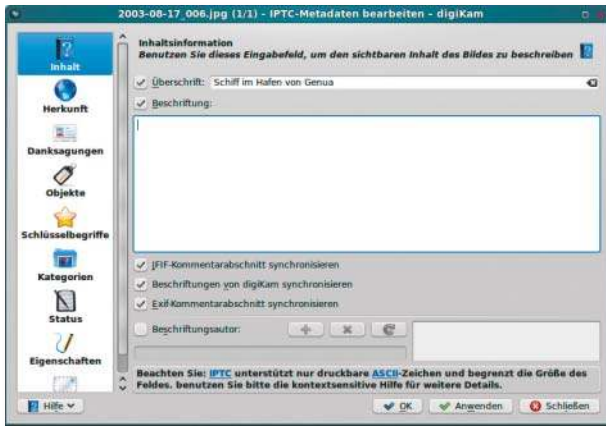 2003-08-17_006.jpg (1/1) - IPTC-Metadaten bearbeiten - digiKam
Inhalt
Herkunft
Danksagungen
Objekte
Schlüsselbegriffe
Kategorien
Status
Eigenschaften
Inhaltsinformation
Benutzen Sie dieses Eingabefeld, um den sichtbaren Inhalt des Bildes zu beschreiben
Überschrift: Schiff im Hafen von Genua
Beschriftung:
JFIF-Kommentarabschnitt synchronisieren
Beschriftungen von digiKam synchronisieren
Exif-Kommentarabschnitt synchronisieren
Beschriftungsautor:
Beachten Sie: IPTC unterstützt nur druckbare ASCII-Zeichen und begrenzt die Größe des
Feldes. benutzen Sie bitte die kontextsensitive Hilfe für weitere Details.
Hilfe
OK
Anwenden
Schließen